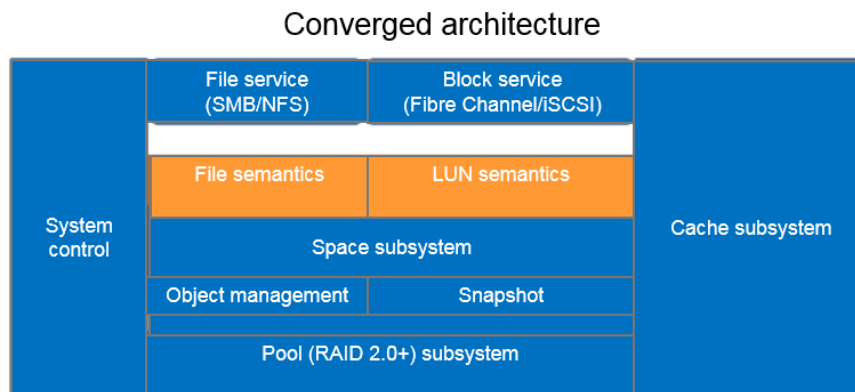 Converged architecture
File service
(SMB/NFS)
Block service
(Fibre Channel/iSCSI)
File semantics
LUN semantics
System
control
Space subsystem
Cache subsystem
Object management
Snapshot
Pool (RAID 2.0+) subsystem